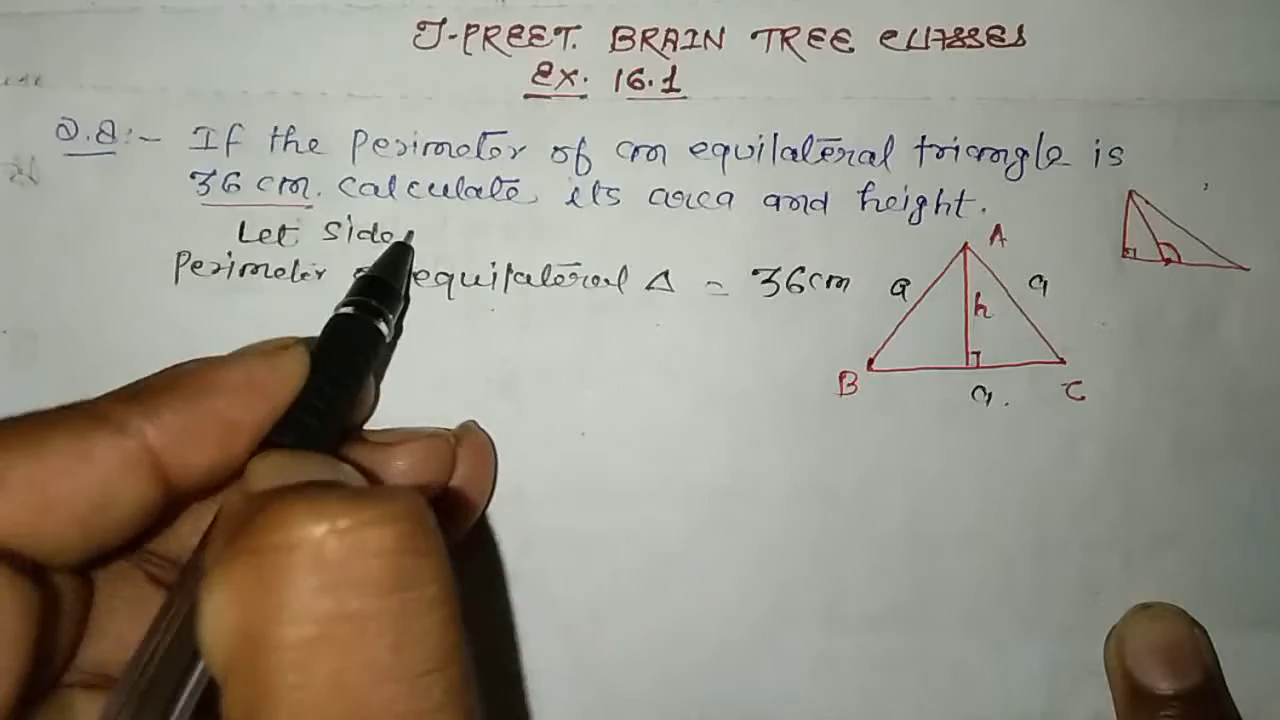 J-PREET. BRAIN TREE CLASSES
Ex. 16.1
Q.8:- If the Perimeter of an equilateral triangle is
36 cm. calculate its area and height.
Let side
Perimeter equilateral Δ = 36cm
A
a h a
B a. C